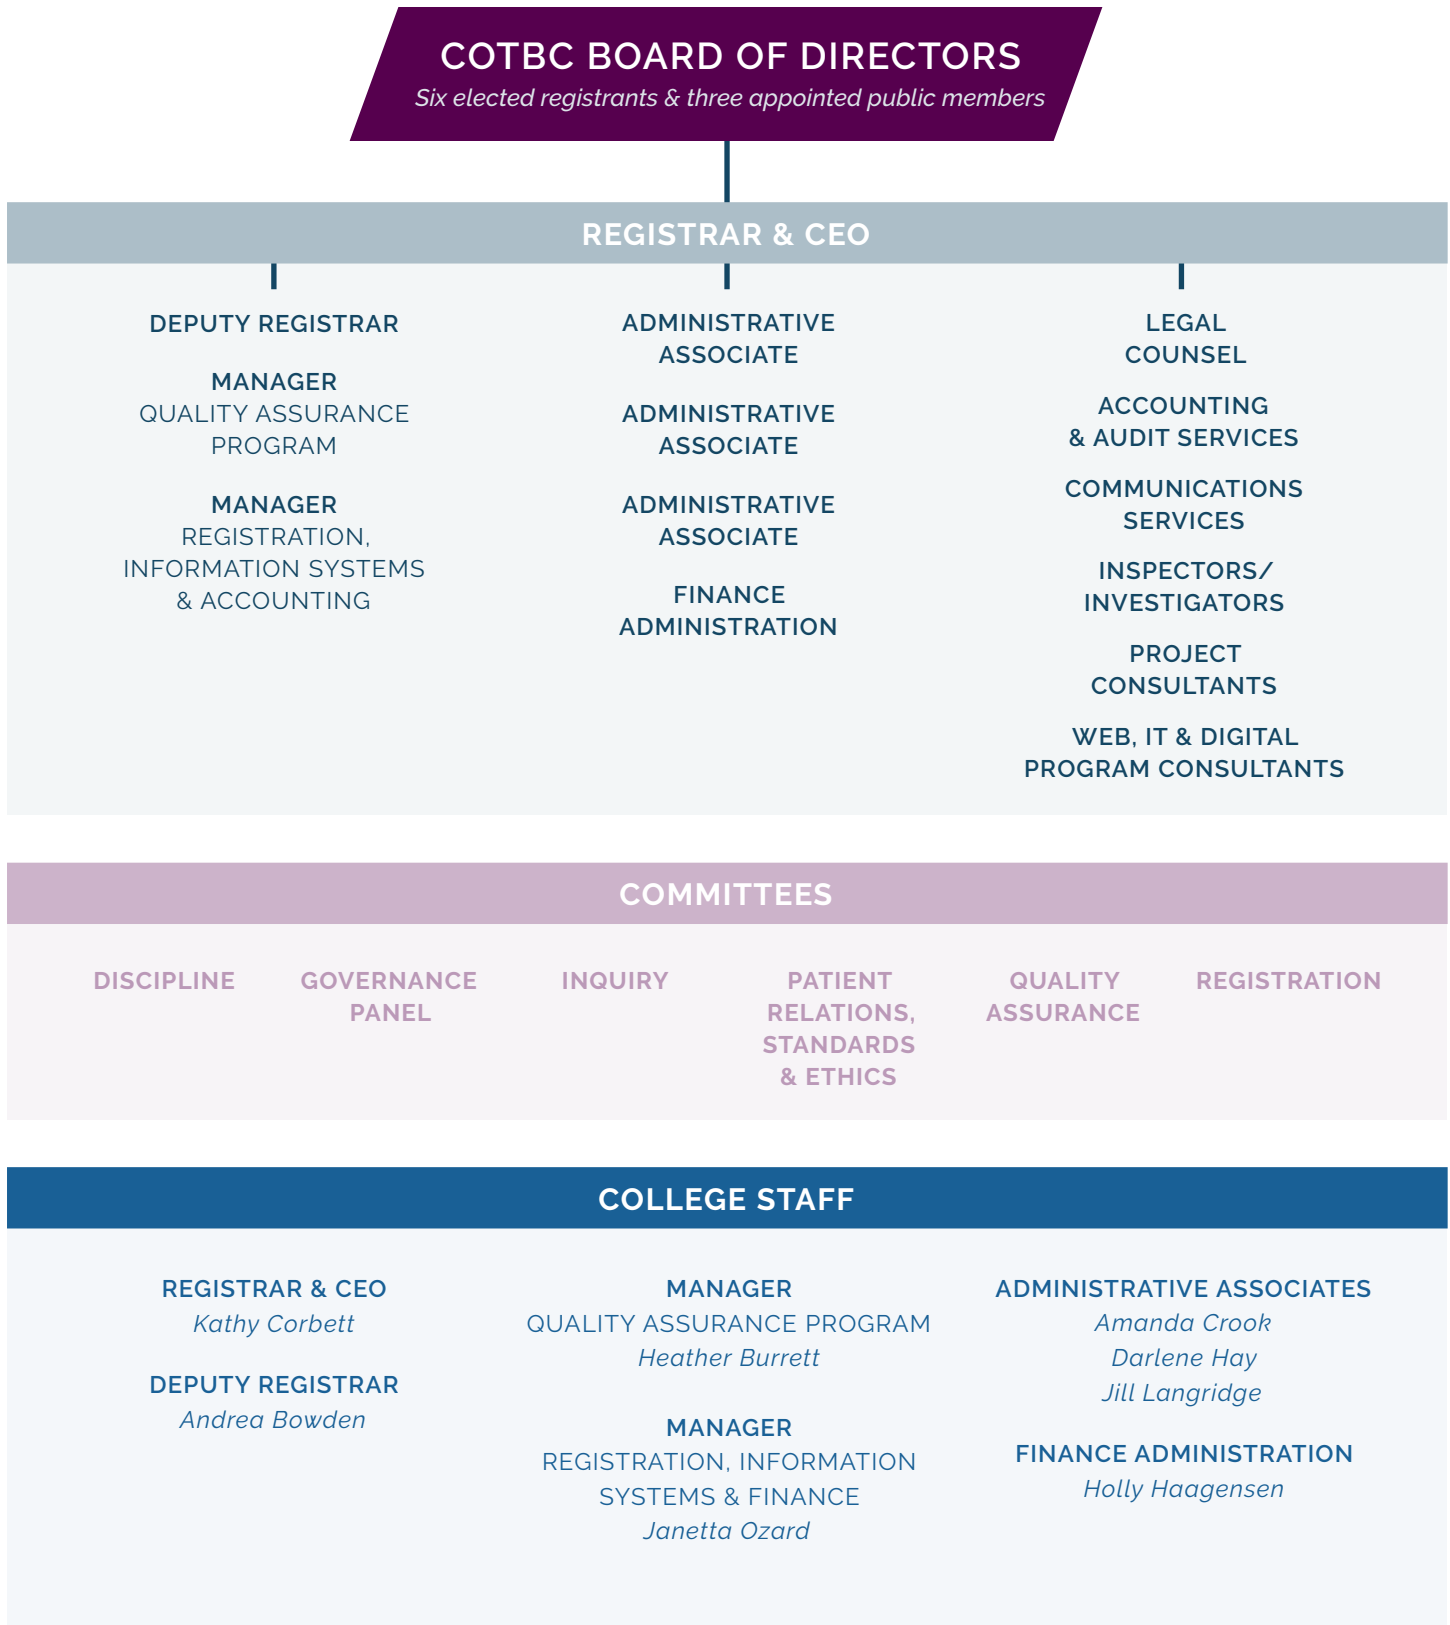 COTBC BOARD OF DIRECTORS
Six elected registrants & three appointed public members
REGISTRAR & CEO
DEPUTY REGISTRAR
MANAGER
QUALITY ASSURANCE
PROGRAM
MANAGER
REGISTRATION,
INFORMATION SYSTEMS
& ACCOUNTING
ADMINISTRATIVE
ASSOCIATE
ADMINISTRATIVE
ASSOCIATE
ADMINISTRATIVE
ASSOCIATE
FINANCE
ADMINISTRATION
LEGAL
COUNSEL
ACCOUNTING
& AUDIT SERVICES
COMMUNICATIONS
SERVICES
INSPECTORS/
INVESTIGATORS
PROJECT
CONSULTANTS
WEB, IT & DIGITAL
PROGRAM CONSULTANTS
COMMITTEES
DISCIPLINE
GOVERNANCE
PANEL
INQUIRY
PATIENT
RELATIONS,
STANDARDS
& ETHICS
QUALITY
ASSURANCE
REGISTRATION
COLLEGE STAFF
REGISTRAR & CEO
Kathy Corbett
DEPUTY REGISTRAR
Andrea Bowden
MANAGER
QUALITY ASSURANCE PROGRAM
Heather Burrett
MANAGER
REGISTRATION, INFORMATION
SYSTEMS & FINANCE
Janetta Ozard
ADMINISTRATIVE ASSOCIATES
Amanda Crook
Darlene Hay
Jill Langridge
FINANCE ADMINISTRATION
Holly Haagensen